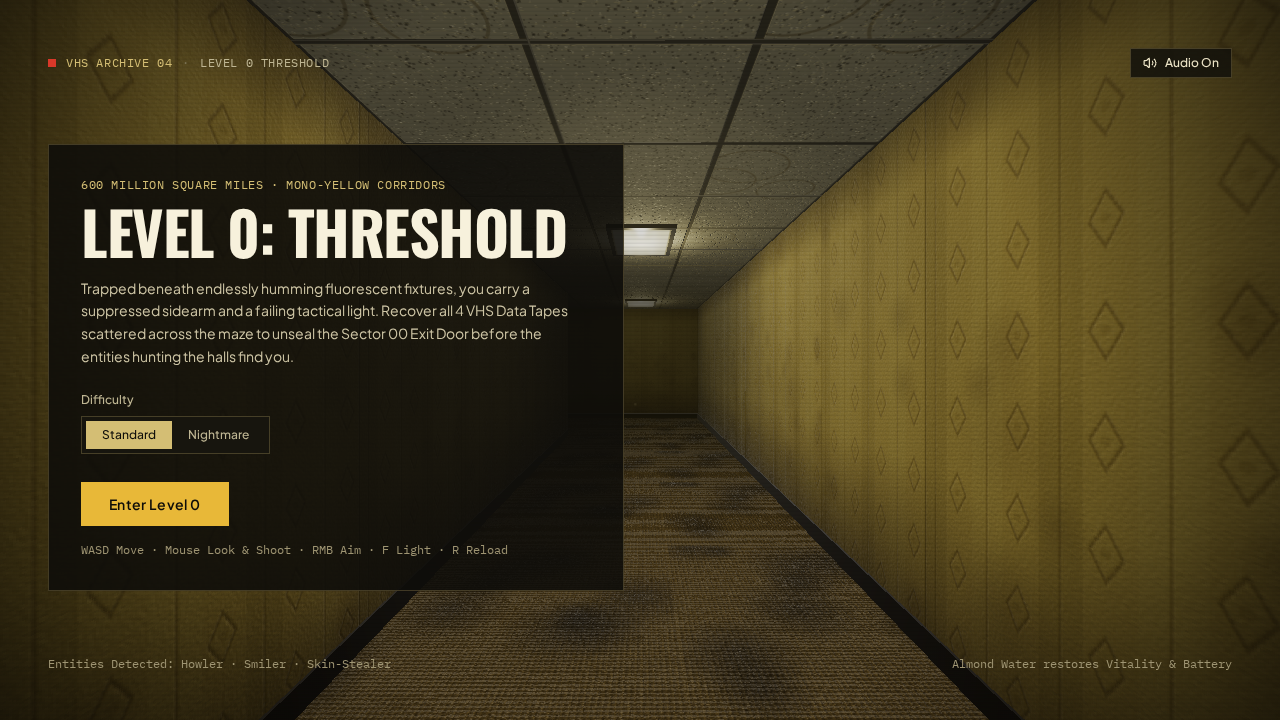 VHS ARCHIVE 04 · LEVEL 0 THRESHOLD
Audio On
600 MILLION SQUARE MILES · MONO-YELLOW CORRIDORS
LEVEL 0: THRESHOLD
Trapped beneath endlessly humming fluorescent fixtures, you carry a
suppressed sidearm and a failing tactical light. Recover all 4 VHS Data Tapes
scattered across the maze to unseal the Sector 00 Exit Door before the
entities hunting the halls find you.
Difficulty
Standard Nightmare
Enter Level 0
WASD Move · Mouse Look & Shoot · RMB Aim · F Light · R Reload
Entities Detected: Howler · Smiler · Skin-Stealer
Almond Water restores Vitality & Battery